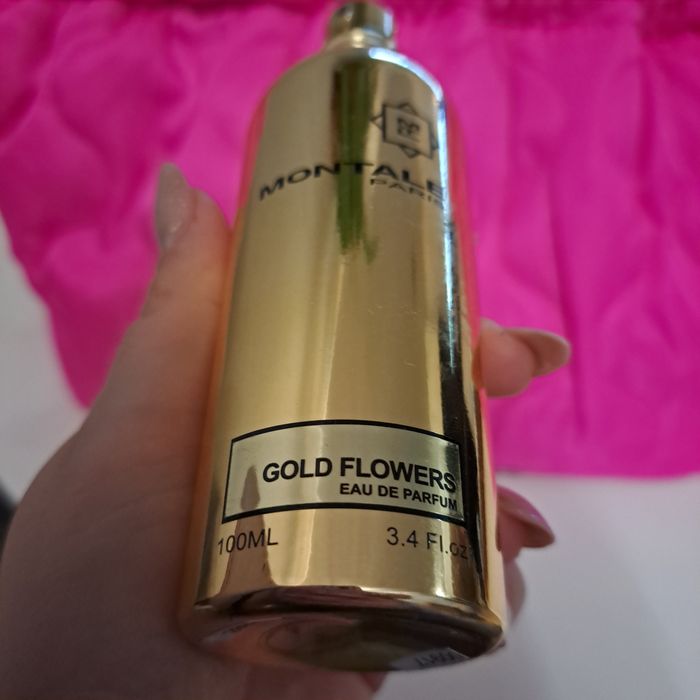 MONTALE
PARIS
GOLD FLOWERS
EAU DE PARFUM
100ML 3.4 Fl.oz